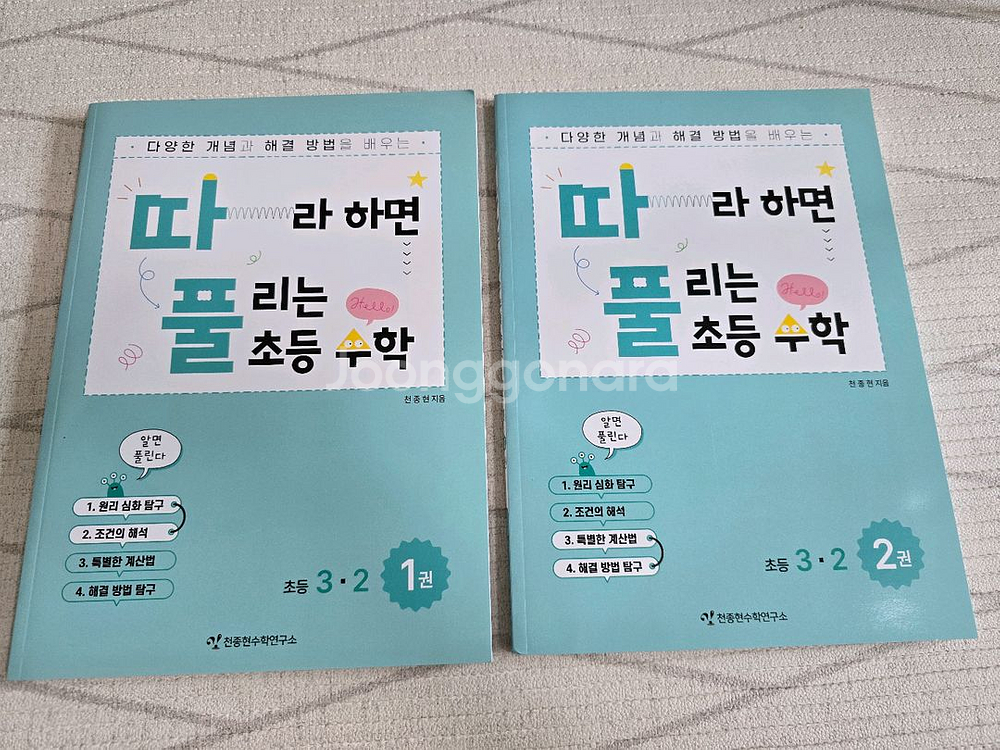 다양한 개념과 해결 방법을 배우는
따라 하면
Hello!
풀리는
초등 수학
천종현 지음
알면
풀린다
1. 원리 심화 탐구
2. 조건의 해석
3. 특별한 계산법
4. 해결 방법 탐구
초등 3·2 1권
천종현수학연구소
다양한 개념과 해결 방법을 배우는
따라 하면
Hello!
풀리는
초등 수학
천종현 지음
알면
풀린다
1. 원리 심화 탐구
2. 조건의 해석
3. 특별한 계산법
4. 해결 방법 탐구
초등 3·2 2권
천종현수학연구소
Joonggonara